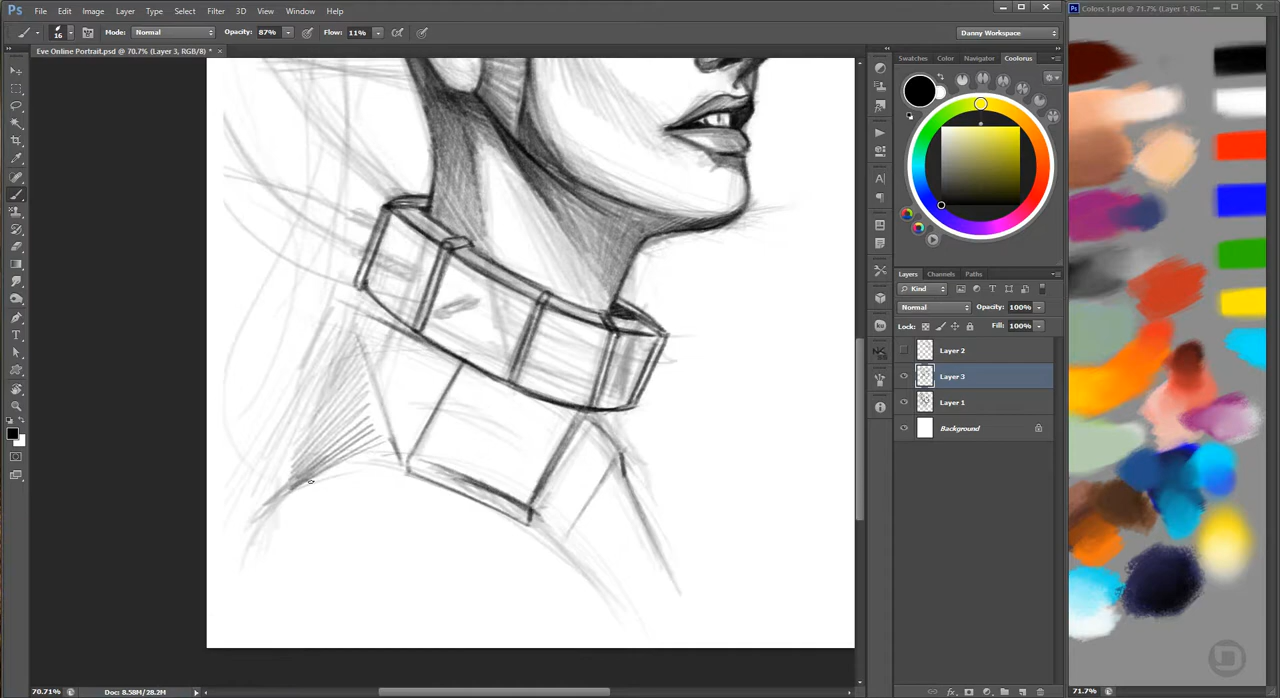 Ps File Edit Image Layer Type Select Filter 3D View Window Help
Ps Colors 1.psd @ 71.7% (Layer 1, RG
16 Mode: Normal Opacity: 87% Flow: 11% Danny Workspace
Eve Online Portrait.psd @ 70.7% (Layer 3, RGB/8) * ×
Swatches Color Navigator Coolorus
Layers Channels Paths
Kind
Normal Opacity: 100%
Lock: Fill: 100%
Layer 2
Layer 3
Layer 1
Background
70.71% Doc: 8.58M/28.2M
71.7%